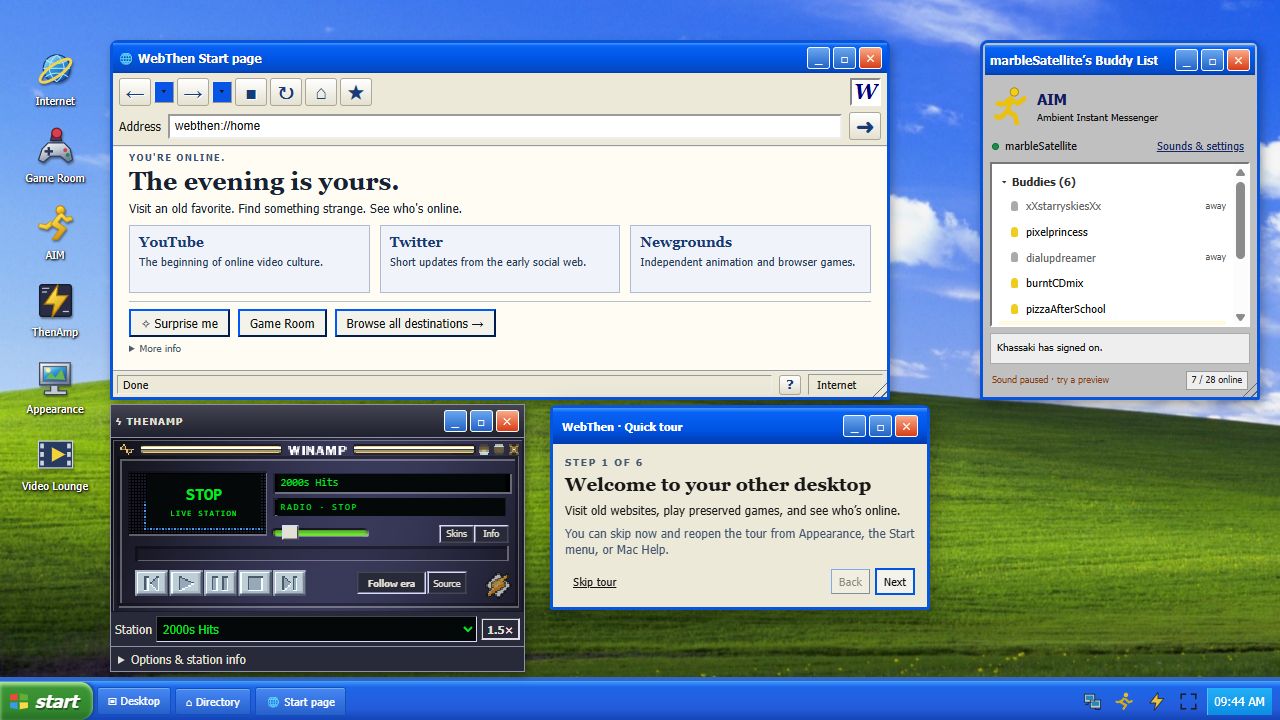 Internet
Game Room
AIM
ThenAmp
Appearance
Video Lounge
WebThen Start page
W
Address
webthen://home
YOU'RE ONLINE.
The evening is yours.
Visit an old favorite. Find something strange. See who's online.
YouTube
The beginning of online video culture.
Twitter
Short updates from the early social web.
Newgrounds
Independent animation and browser games.
✧ Surprise me
Game Room
Browse all destinations →
▶ More info
Done
?
Internet
marbleSatellite's Buddy List
AIM
Ambient Instant Messenger
marbleSatellite
Sounds & settings
Buddies (6)
xXstarryskiesXx away
pixelprincess
dialupdreamer away
burntCDmix
pizzaAfterSchool
Khassaki has signed on.
Sound paused · try a preview
7 / 28 online
THENAMP
WINAMP
STOP
LIVE STATION
2000s Hits
RADIO · STOP
Skins
Info
Follow era
Source
Station
2000s Hits
1.5×
▶ Options & station info
WebThen · Quick tour
STEP 1 OF 6
Welcome to your other desktop
Visit old websites, play preserved games, and see who's online.
You can skip now and reopen the tour from Appearance, the Start
menu, or Mac Help.
Skip tour
Back
Next
start
Desktop
Directory
Start page
09:44 AM